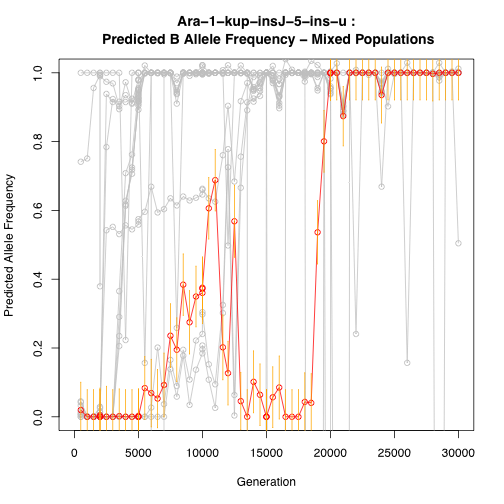 Ara−1−kup−insJ−5−ins−u :
Predicted B Allele Frequency − Mixed Populations
Predicted Allele Frequency
1.0
0.8
0.6
0.4
0.2
0.0
0 5000 10000 15000 20000 25000 30000
Generation